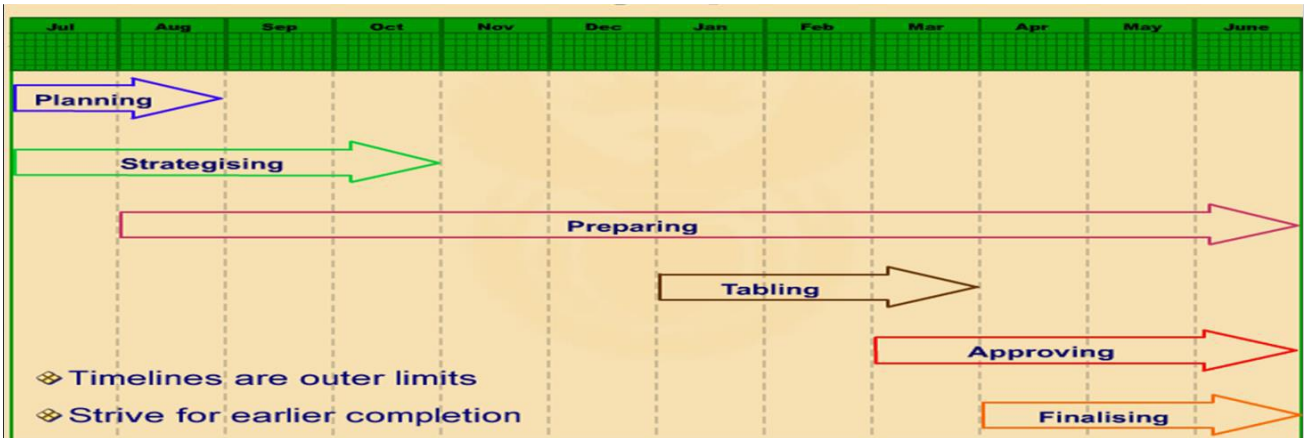 Jul Aug Sep Oct Nov Dec Jan Feb Mar Apr May June
Planning
Strategising
Preparing
Tabling
Approving
Timelines are outer limits
Strive for earlier completion
Finalising